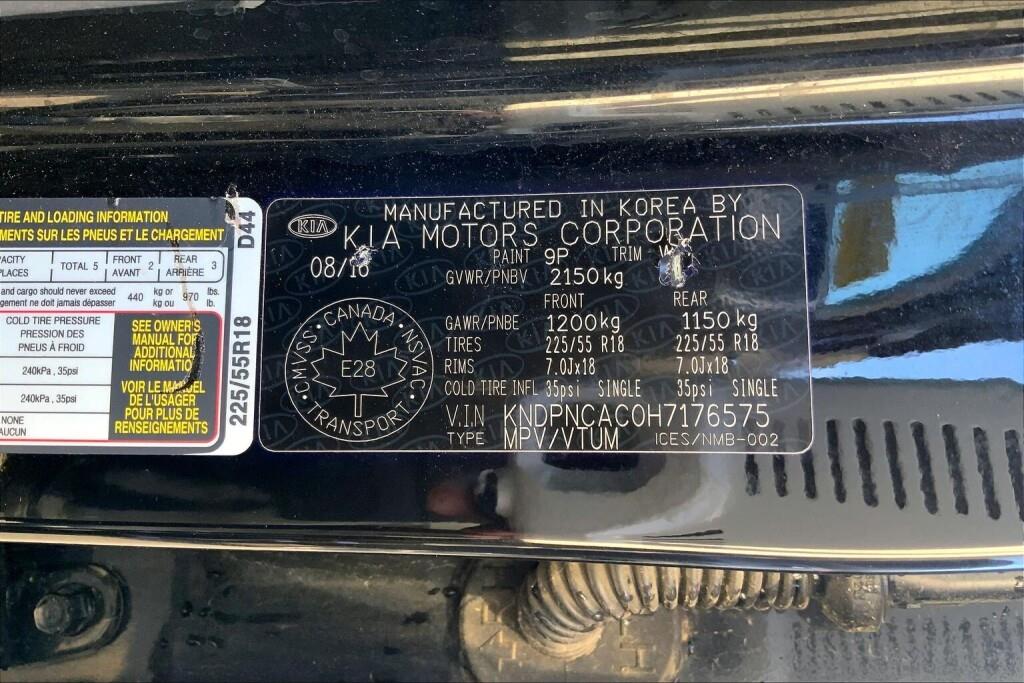 TIRE AND LOADING INFORMATION
EMENTS SUR LES PNEUS ET LE CHARGEMENT
TOTAL 5
FRONT
AVANT 2
REAR
ARRIÈRE 3
and cargo should never exceed
440 kg or 970 lbs.
gement ne doit jamais dépasser
kg ou lb.
COLD TIRE PRESSURE
PRESSION DES
PNEUS À FROID
240kPa , 35psi
240kPa , 35psi
NONE
AUCUN
SEE OWNER'S
MANUAL FOR
ADDITIONAL
INFORMATION
VOIR LE MANUEL
DE L'USAGER
POUR PLUS DE
RENSEIGNEMENTS
225/55R18 D44
KIA
MANUFACTURED IN KOREA BY
KIA MOTORS CORPORATION
08/16 PAINT 9P TRIM
GVWR/PNBV 2150kg
FRONT REAR
GAWR/PNBE 1200kg 1150kg
TIRES 225/55 R18 225/55 R18
RIMS 7.0Jx18 7.0Jx18
COLD TIRE INFL 35psi SINGLE 35psi SINGLE
V.I.N KNDPNCAC0H7176575
TYPE MPV/VTUM ICES/NMB-002
CANADA
CMVSS NSVAC
E28
TRANSPORT